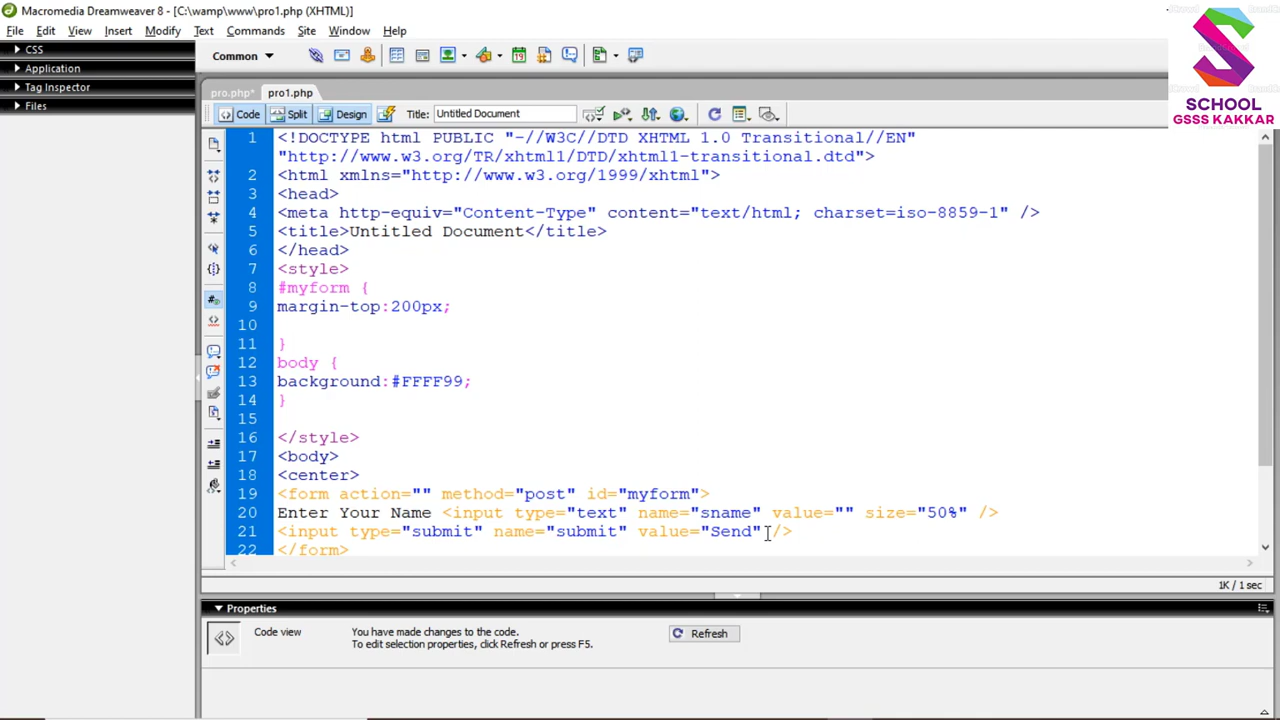 Macromedia Dreamweaver 8 - [C:\wamp\www\pro1.php (XHTML)]
File Edit View Insert Modify Text Commands Site Window Help
CSS
Application
Tag Inspector
Files
Common
SCHOOL
GSSS KAKKAR
pro.php* pro1.php
Code Split Design Title: Untitled Document
1 <!DOCTYPE html PUBLIC "-//W3C//DTD XHTML 1.0 Transitional//EN"
"http://www.w3.org/TR/xhtml1/DTD/xhtml1-transitional.dtd">
2 <html xmlns="http://www.w3.org/1999/xhtml">
3 <head>
4 <meta http-equiv="Content-Type" content="text/html; charset=iso-8859-1" />
5 <title>Untitled Document</title>
6 </head>
7 <style>
8 #myform {
9 margin-top:200px;
10
11 }
12 body {
13 background:#FFFF99;
14 }
15
16 </style>
17 <body>
18 <center>
19 <form action="" method="post" id="myform">
20 Enter Your Name <input type="text" name="sname" value="" size="50%" />
21 <input type="submit" name="submit" value="Send" />
22 </form>
1K / 1 sec
Properties
Code view You have made changes to the code.
To edit selection properties, click Refresh or press F5.
Refresh